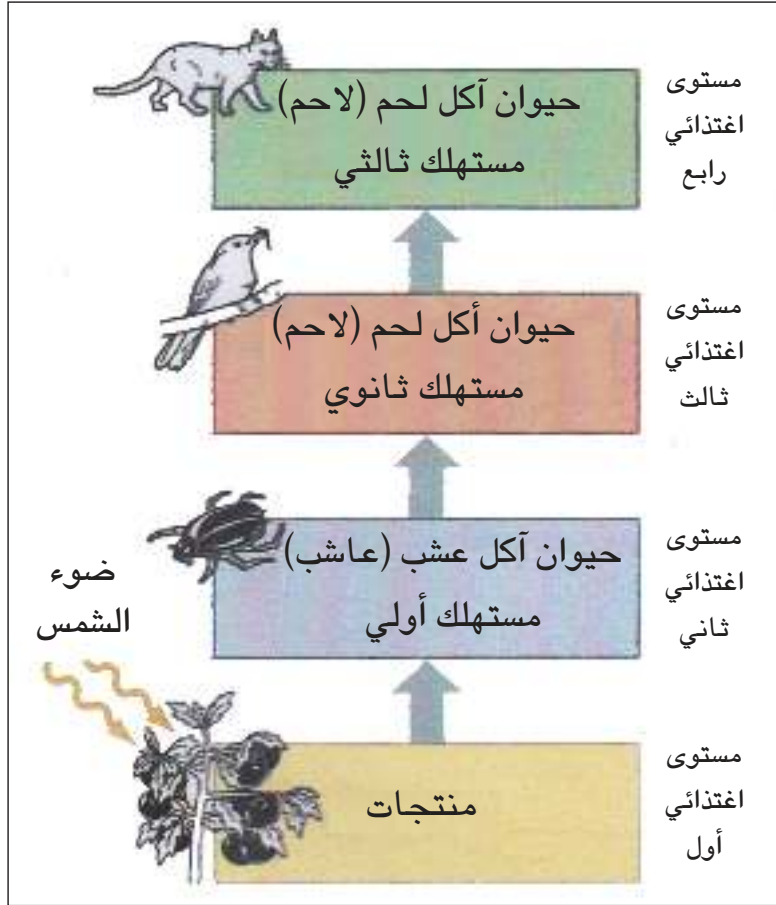 حيوان آكل لحم (لاحم)
مستهلك ثالثي
مستوى
اغتذائي
رابع
حيوان أكل لحم (لاحم)
مستهلك ثانوي
مستوى
اغتذائي
ثالث
حيوان آكل عشب (عاشب)
مستهلك أولي
مستوى
اغتذائي
ثاني
ضوء
الشمس
منتجات
مستوى
اغتذائي
أول